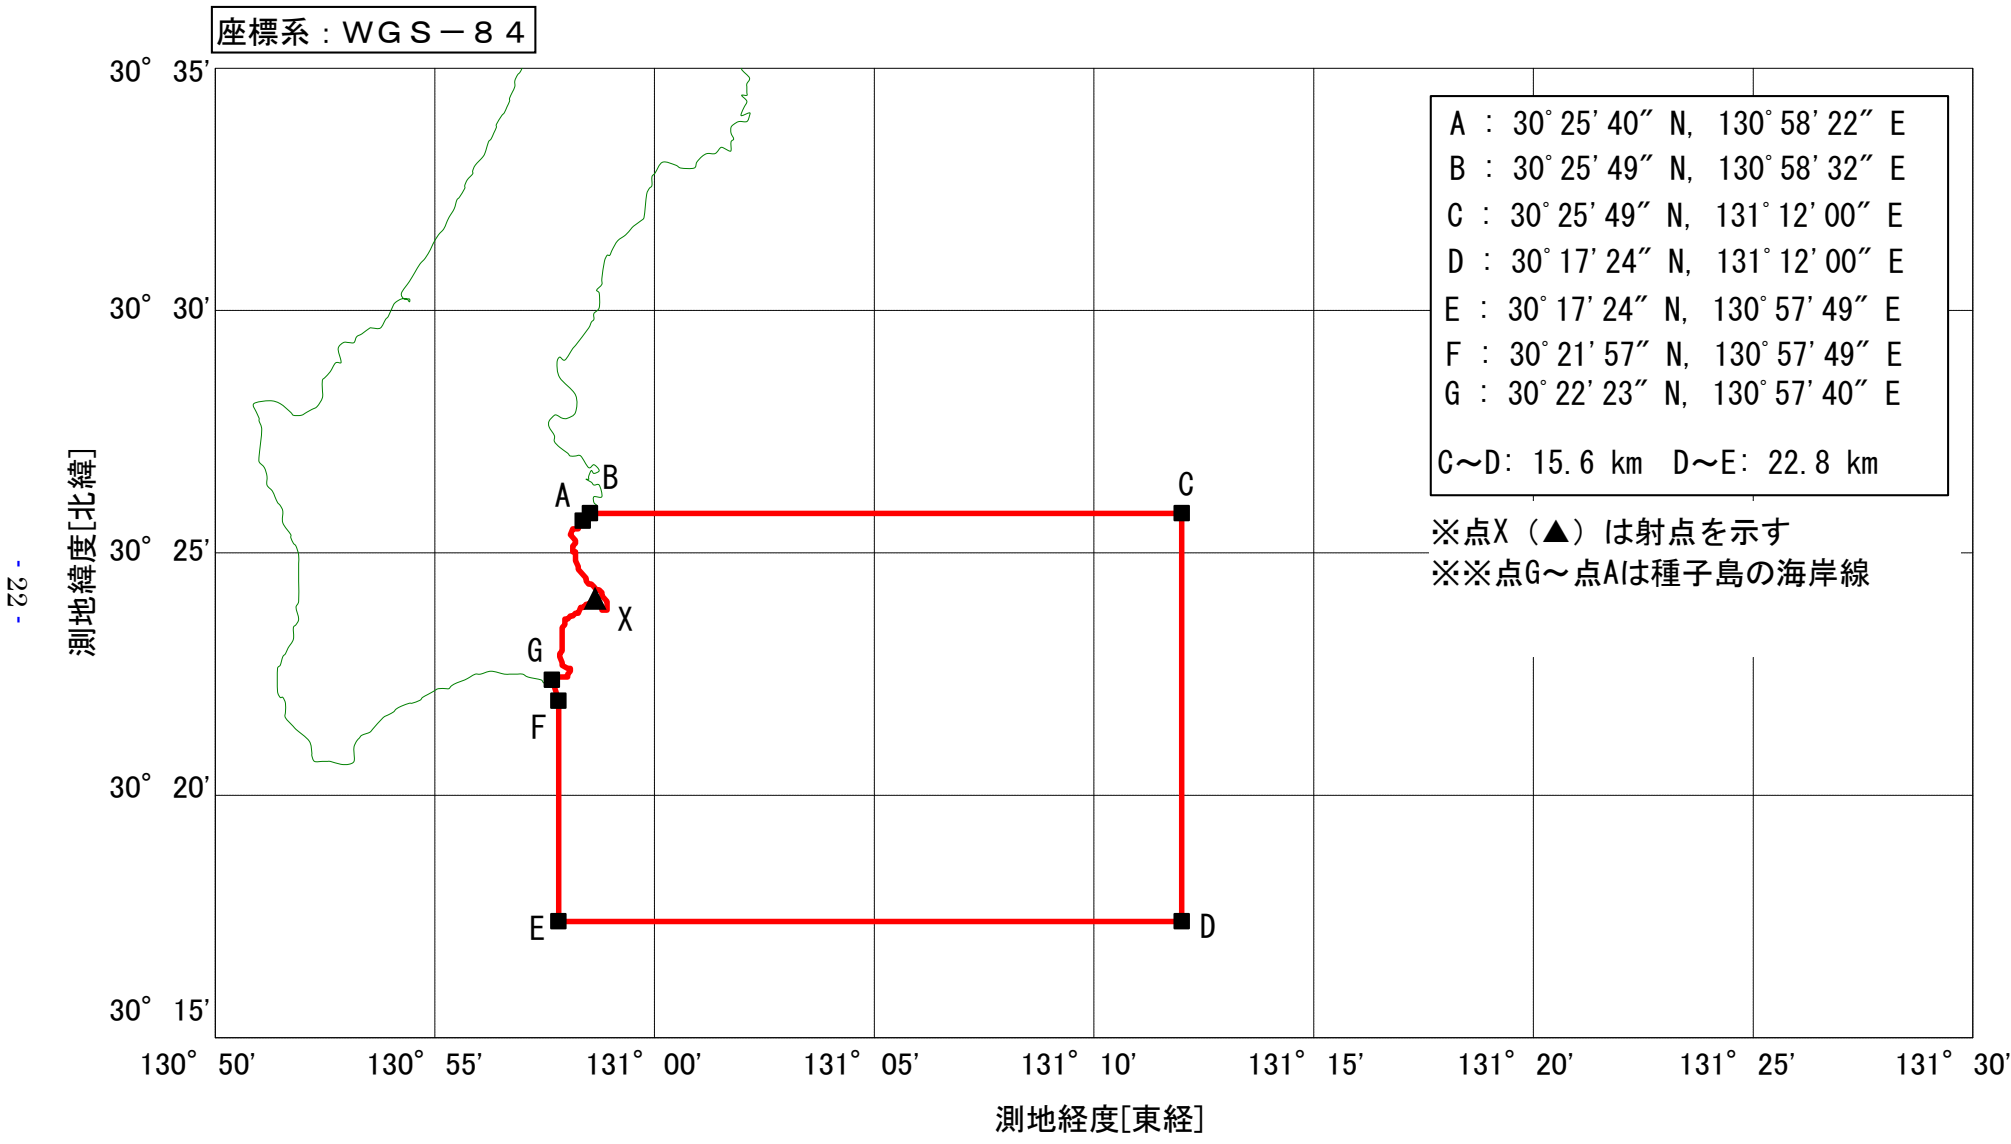 座標系：ＷＧＳ－８４
30° 35'
30° 30'
30° 25'
30° 20'
30° 15'
測地緯度[北緯]
- 22 -
A : 30°25'40″ N, 130°58'22″ E
B : 30°25'49″ N, 130°58'32″ E
C : 30°25'49″ N, 131°12'00″ E
D : 30°17'24″ N, 131°12'00″ E
E : 30°17'24″ N, 130°57'49″ E
F : 30°21'57″ N, 130°57'49″ E
G : 30°22'23″ N, 130°57'40″ E
C～D: 15.6 km D～E: 22.8 km
※点X（▲）は射点を示す
※※点G～点Aは種子島の海岸線
A
B
C
X
G
F
E
D
130° 50'
130° 55'
131° 00'
131° 05'
131° 10'
131° 15'
131° 20'
131° 25'
131° 30'
測地経度[東経]